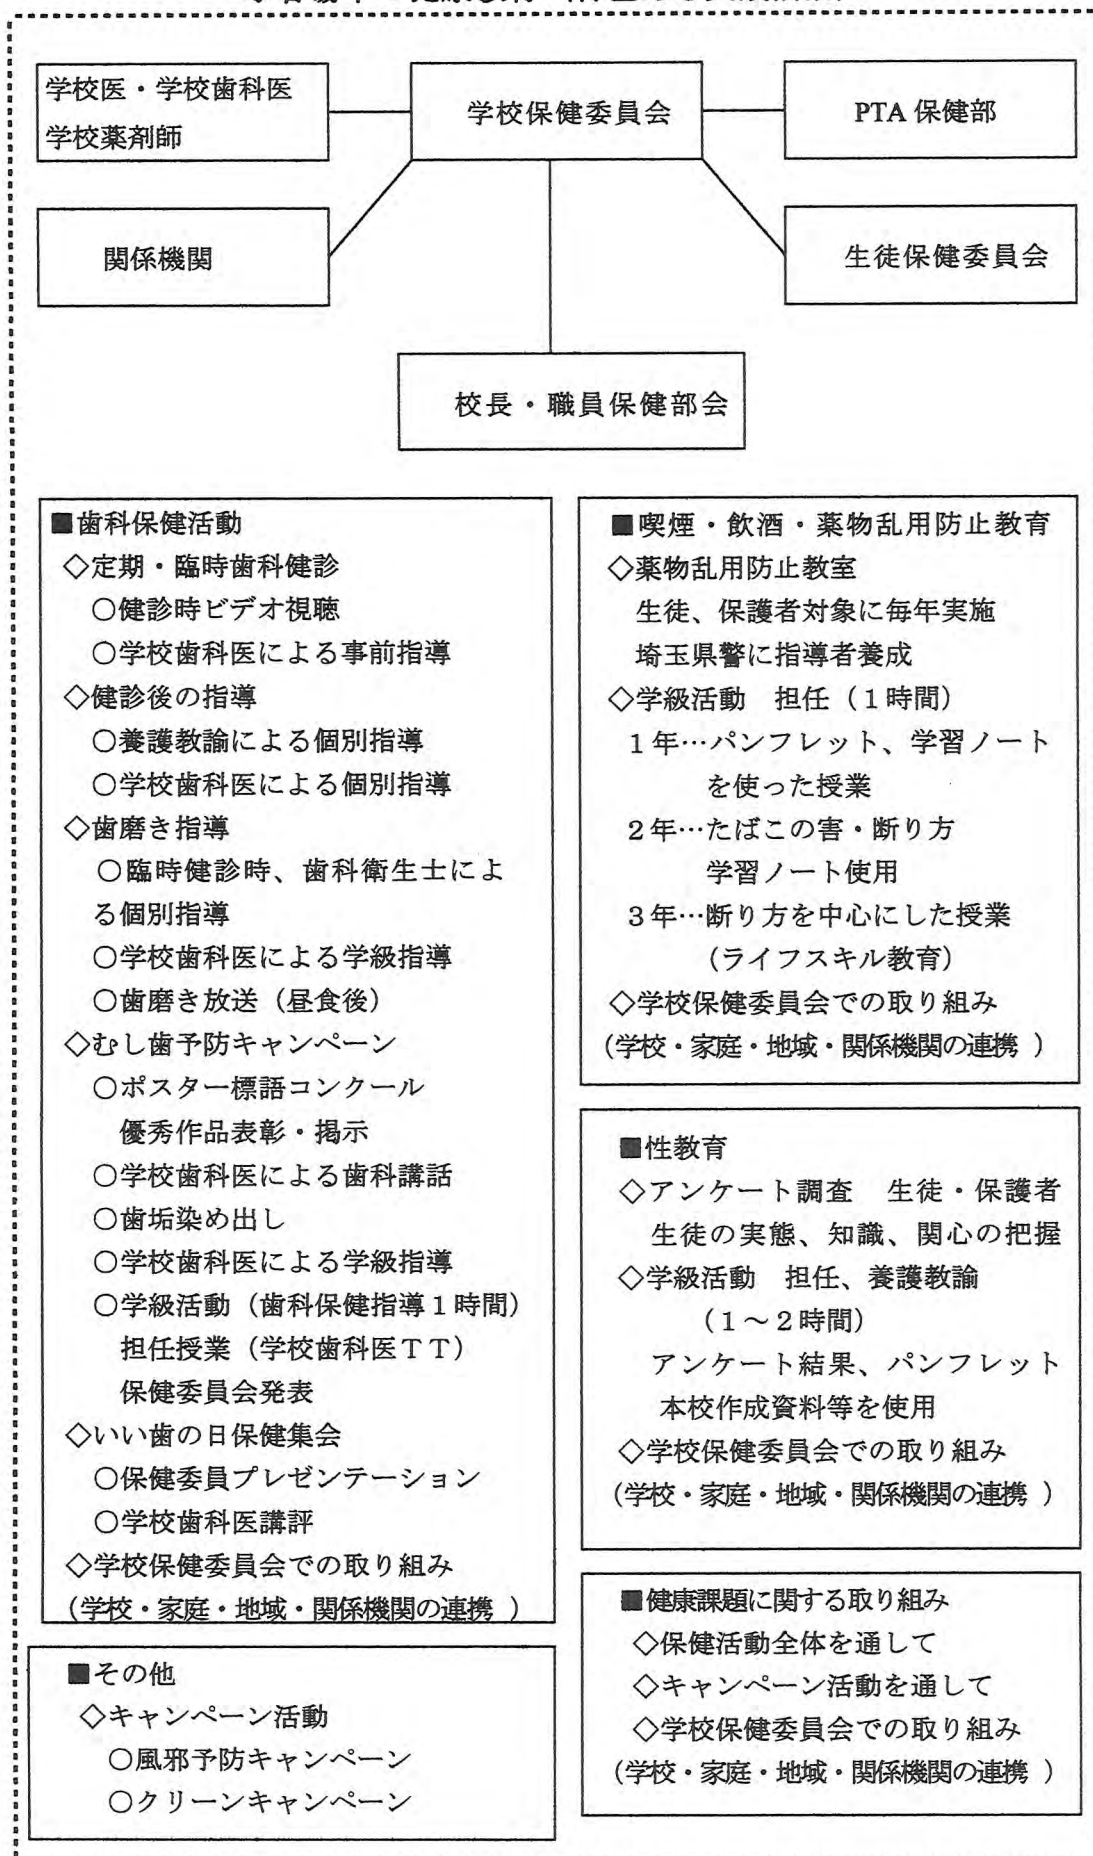 学校医・学校歯科医
学校薬剤師
学校保健委員会
PTA 保健部
関係機関
生徒保健委員会
校長・職員保健部会
■歯科保健活動
◇定期・臨時歯科健診
○健診時ビデオ視聴
○学校歯科医による事前指導
◇健診後の指導
○養護教諭による個別指導
○学校歯科医による個別指導
◇歯磨き指導
○臨時健診時、歯科衛生士によ
る個別指導
○学校歯科医による学級指導
○歯磨き放送（昼食後）
◇むし歯予防キャンペーン
○ポスター標語コンクール
優秀作品表彰・掲示
○学校歯科医による歯科講話
○歯垢染め出し
○学校歯科医による学級指導
○学級活動（歯科保健指導１時間）
担任授業（学校歯科医ＴＴ）
保健委員会発表
◇いい歯の日保健集会
○保健委員プレゼンテーション
○学校歯科医講評
◇学校保健委員会での取り組み
（学校・家庭・地域・関係機関の連携 ）
■その他
◇キャンペーン活動
○風邪予防キャンペーン
○クリーンキャンペーン
■喫煙・飲酒・薬物乱用防止教育
◇薬物乱用防止教室
生徒、保護者対象に毎年実施
埼玉県警に指導者養成
◇学級活動　担任（１時間）
１年…パンフレット、学習ノート
を使った授業
２年…たばこの害・断り方
学習ノート使用
３年…断り方を中心にした授業
（ライフスキル教育）
◇学校保健委員会での取り組み
（学校・家庭・地域・関係機関の連携 ）
■性教育
◇アンケート調査　生徒・保護者
生徒の実態、知識、関心の把握
◇学級活動　担任、養護教諭
（１～２時間）
アンケート結果、パンフレット
本校作成資料等を使用
◇学校保健委員会での取り組み
（学校・家庭・地域・関係機関の連携 ）
■健康課題に関する取り組み
◇保健活動全体を通して
◇キャンペーン活動を通して
◇学校保健委員会での取り組み
（学校・家庭・地域・関係機関の連携 ）